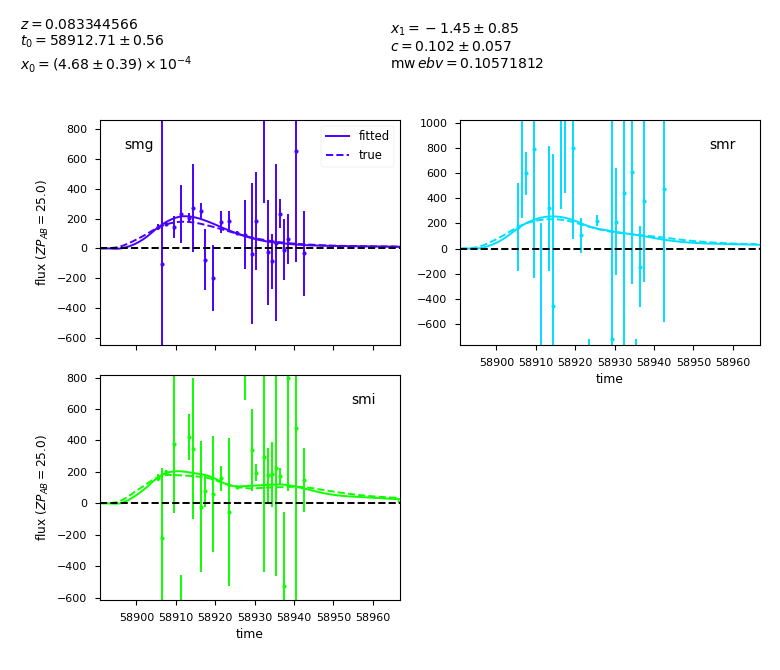 z = 0.083344566
t0 = 58912.71 ± 0.56
x0 = (4.68 ± 0.39) × 10^−4
x1 = −1.45 ± 0.85
c = 0.102 ± 0.057
mwebv = 0.10571812
smg
fitted
true
flux (ZP_AB = 25.0)
800
600
400
200
0
−200
−400
−600
smr
1000
800
600
400
200
0
−200
−400
−600
58900 58910 58920 58930 58940 58950 58960
time
smi
flux (ZP_AB = 25.0)
800
600
400
200
0
−200
−400
−600
58900 58910 58920 58930 58940 58950 58960
time